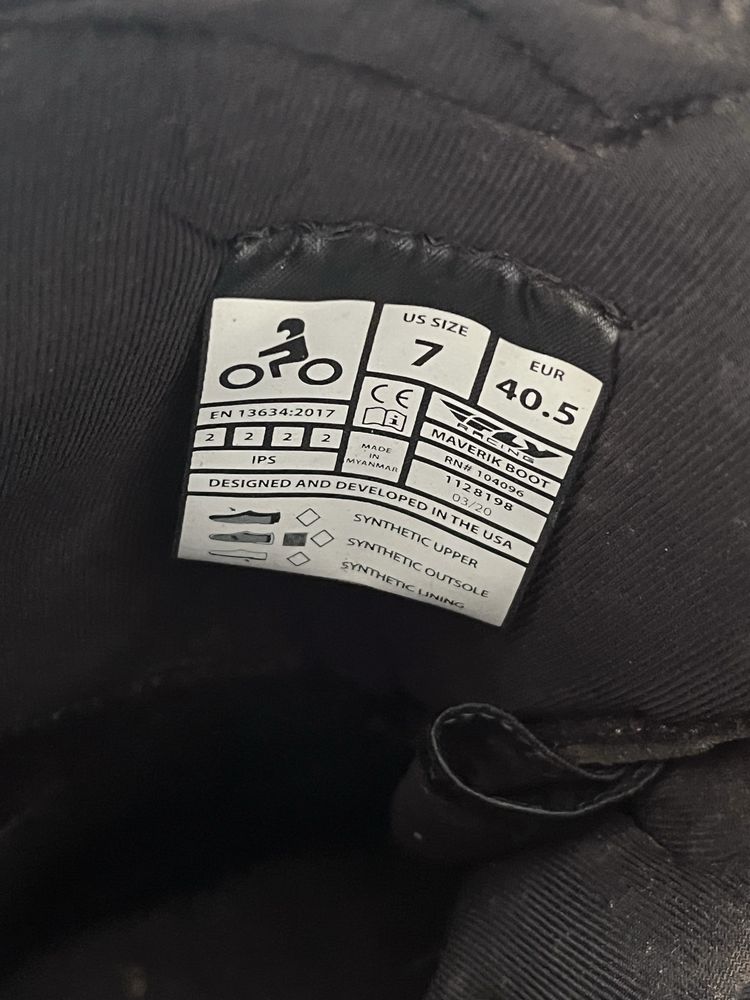 US SIZE
7
EUR
40.5
EN 13634:2017
2 2 2 2
IPS
CE
i
MADE
IN
MYANMAR
FLY
RACING
MAVERIK BOOT
RN# 104096
1128198
03/20
DESIGNED AND DEVELOPED IN THE USA
SYNTHETIC UPPER
SYNTHETIC OUTSOLE
SYNTHETIC LINING